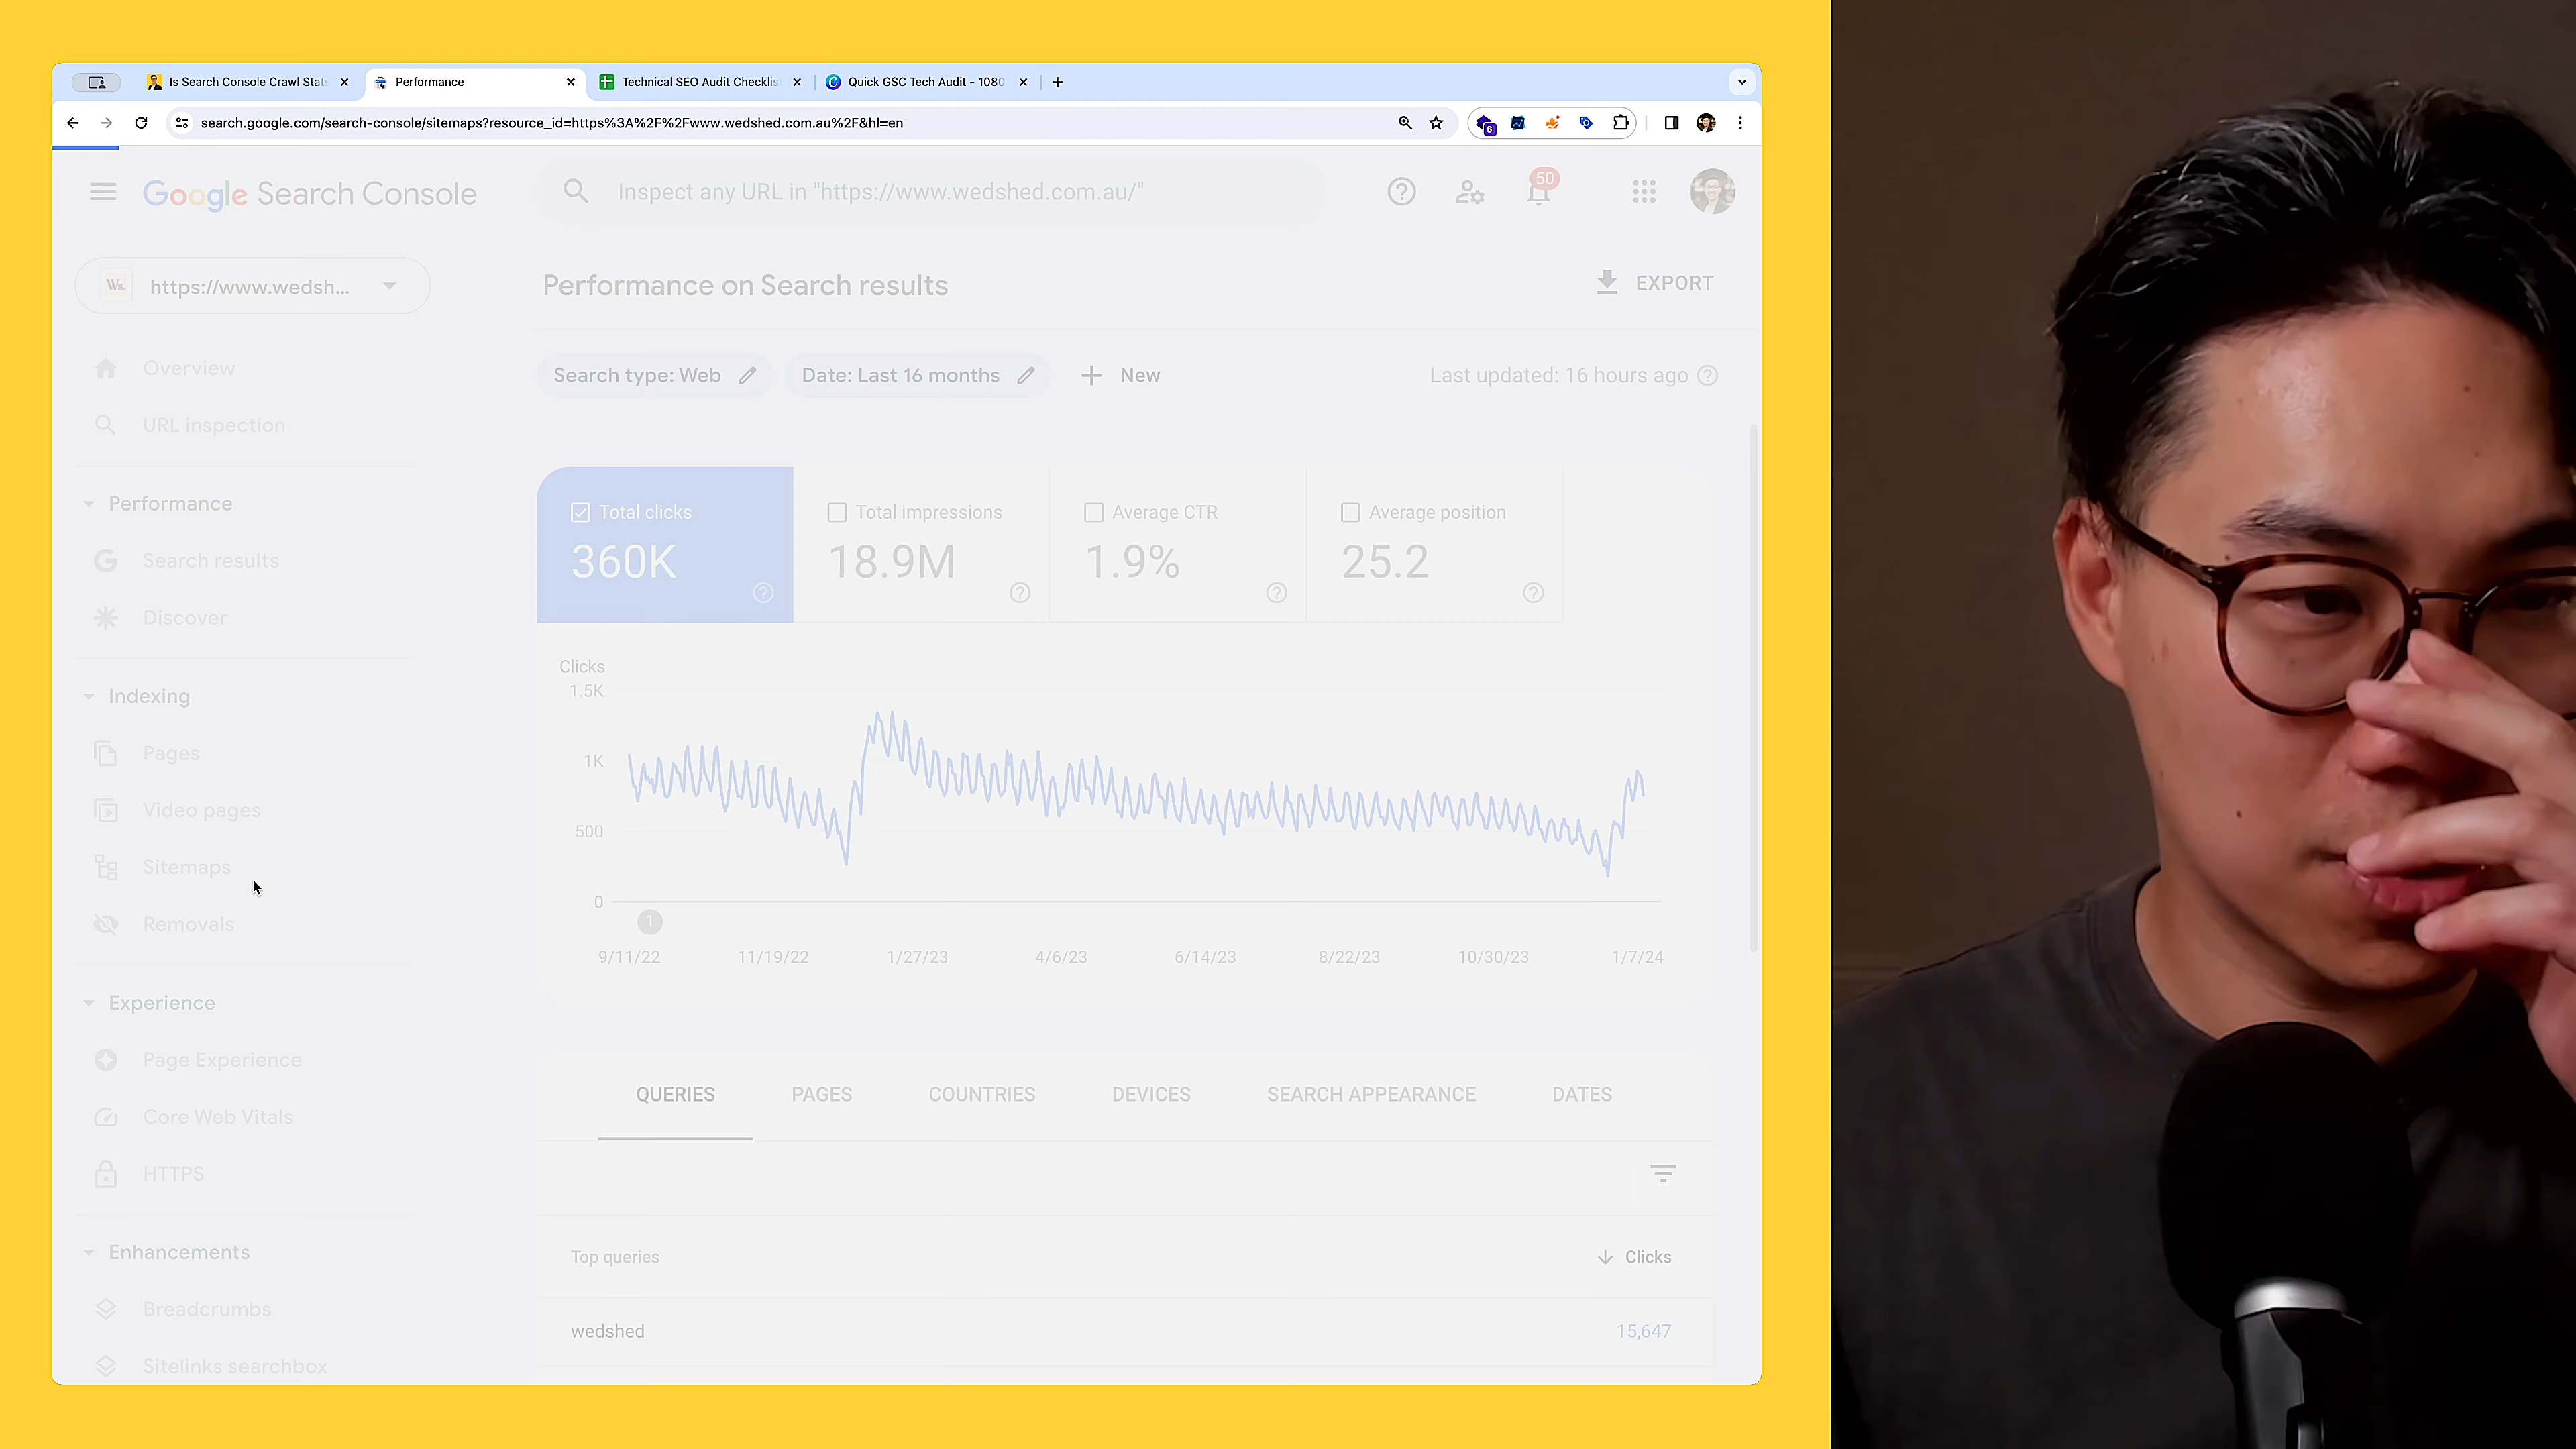 Is Search Console Crawl Stats
Performance
Technical SEO Audit Checklis
Quick GSC Tech Audit - 1080
search.google.com/search-console/sitemaps?resource_id=https%3A%2F%2Fwww.wedshed.com.au%2F&hl=en
6
Google Search Console
Inspect any URL in "https://www.wedshed.com.au/"
50
Ws.
https://www.wedsh...
Performance on Search results
EXPORT
Overview
URL inspection
Performance
Search results
Discover
Indexing
Pages
Video pages
Sitemaps
Removals
Experience
Page Experience
Core Web Vitals
HTTPS
Enhancements
Breadcrumbs
Sitelinks searchbox
Search type: Web
Date: Last 16 months
New
Last updated: 16 hours ago
Total clicks
360K
Total impressions
18.9M
Average CTR
1.9%
Average position
25.2
Clicks
1.5K
1K
500
0
1
9/11/22
11/19/22
1/27/23
4/6/23
6/14/23
8/22/23
10/30/23
1/7/24
QUERIES
PAGES
COUNTRIES
DEVICES
SEARCH APPEARANCE
DATES
Top queries
Clicks
wedshed
15,647